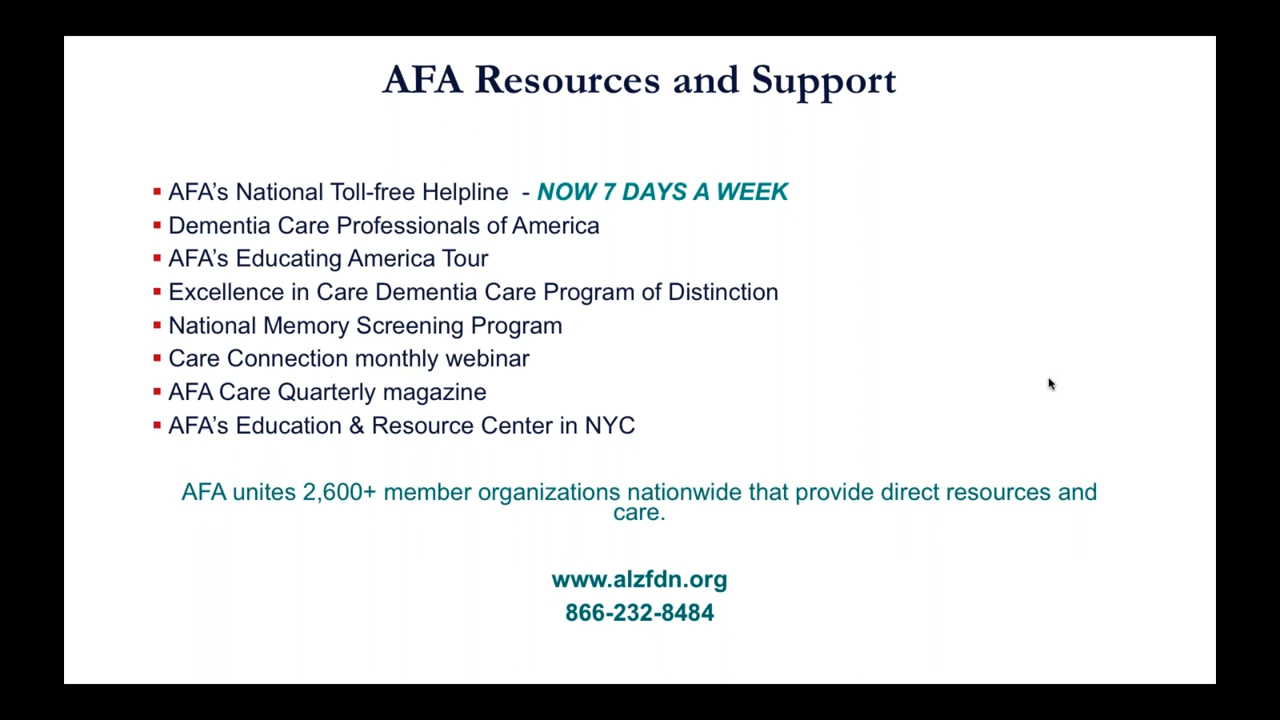 AFA Resources and Support
AFA’s National Toll-free Helpline - NOW 7 DAYS A WEEK
Dementia Care Professionals of America
AFA’s Educating America Tour
Excellence in Care Dementia Care Program of Distinction
National Memory Screening Program
Care Connection monthly webinar
AFA Care Quarterly magazine
AFA’s Education & Resource Center in NYC
AFA unites 2,600+ member organizations nationwide that provide direct resources and
care.
www.alzfdn.org
866-232-8484